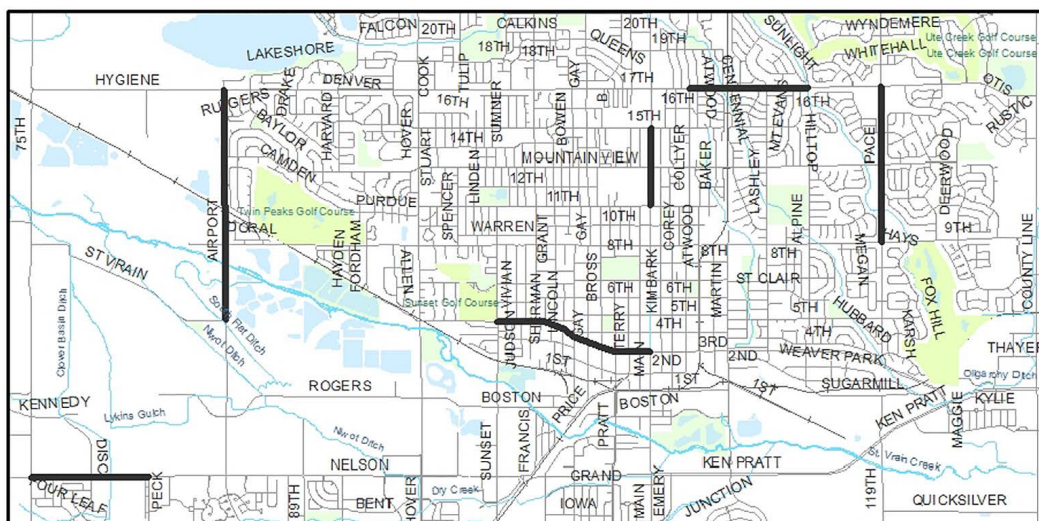 FALCON
20TH
CALKINS
20TH
19TH
SUNLIGHT
WYNDEMERE
Ute Creek Golf Course
WHITEHALL
Ute Creek Golf Course
LAKESHORE
TULIP
18TH
18TH
QUEENS
HYGIENE
DRAKE
DENVER
COOK
GAY
17TH
ATWOOD
CENTENNIAL
MT EVANS
OTIS
RUTGERS
HARVARD
16TH
SUMNER
BOWEN
B
16TH
16TH
RUSTIC
75TH
BAYLOR
HOVER
STUART
14TH
15TH
COLLYER
BAKER
HILLTOP
PACE
CAMDEN
LINDEN
MOUNTAIN VIEW
LASHLEY
DEERWOOD
12TH
SPENCER
11TH
PURDUE
Twin Peaks Golf Course
WARREN
GRANT
GAY
10TH
COREY
ATWOOD
ALPINE
9TH
AIRPORT
DORAL
8TH
8TH
8TH
HAYS
ST VRAIN
HAYDEN
FORDHAM
ALLEN
BROSS
KIMBARK
MARTIN
ST CLAIR
MEGAN
COUNTY LINE
Sunset Golf Course
JUDSON
VIVIAN
SHERMAN
LINCOLN
6TH
6TH
5TH
5TH
HUBBARD
FOX HILL
Clover Basin Ditch
Niwot Ditch
GAY
TERRY
4TH
4TH
KARSH
1ST
MAIN
2ND
3RD
2ND
WEAVER PARK
THAYER
Oligarchy Ditch
ROGERS
1ST
1ST
SUGARMILL
KENNEDY
Lykins Gulch
BOSTON
PRICE
BOSTON
KEN PRATT
KYLIE
MAGGIE
PRATT
Niwot Ditch
DISC
NELSON
SUNSET
FRANCIS
KEN PRATT
St. Vrain Creek
FOUR LEAF
PECK
89TH
BENT
HOVER
Dry Creek
GRAND
IOWA
MAIN
EMERY
JUNCTION
119TH
QUICKSILVER